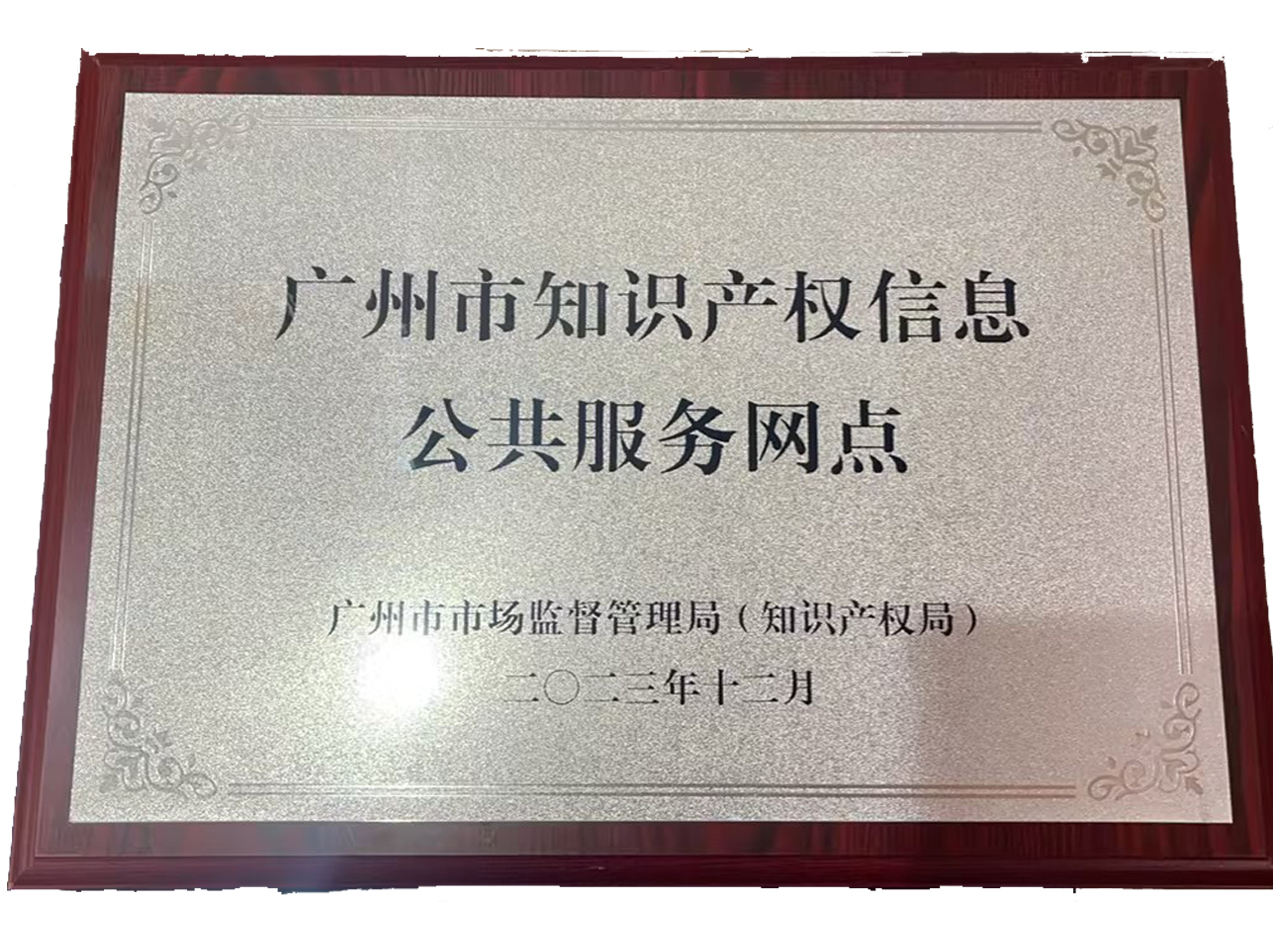 广州市知识产权信息
公共服务网点
广州市市场监督管理局（知识产权局）
二〇二三年十二月